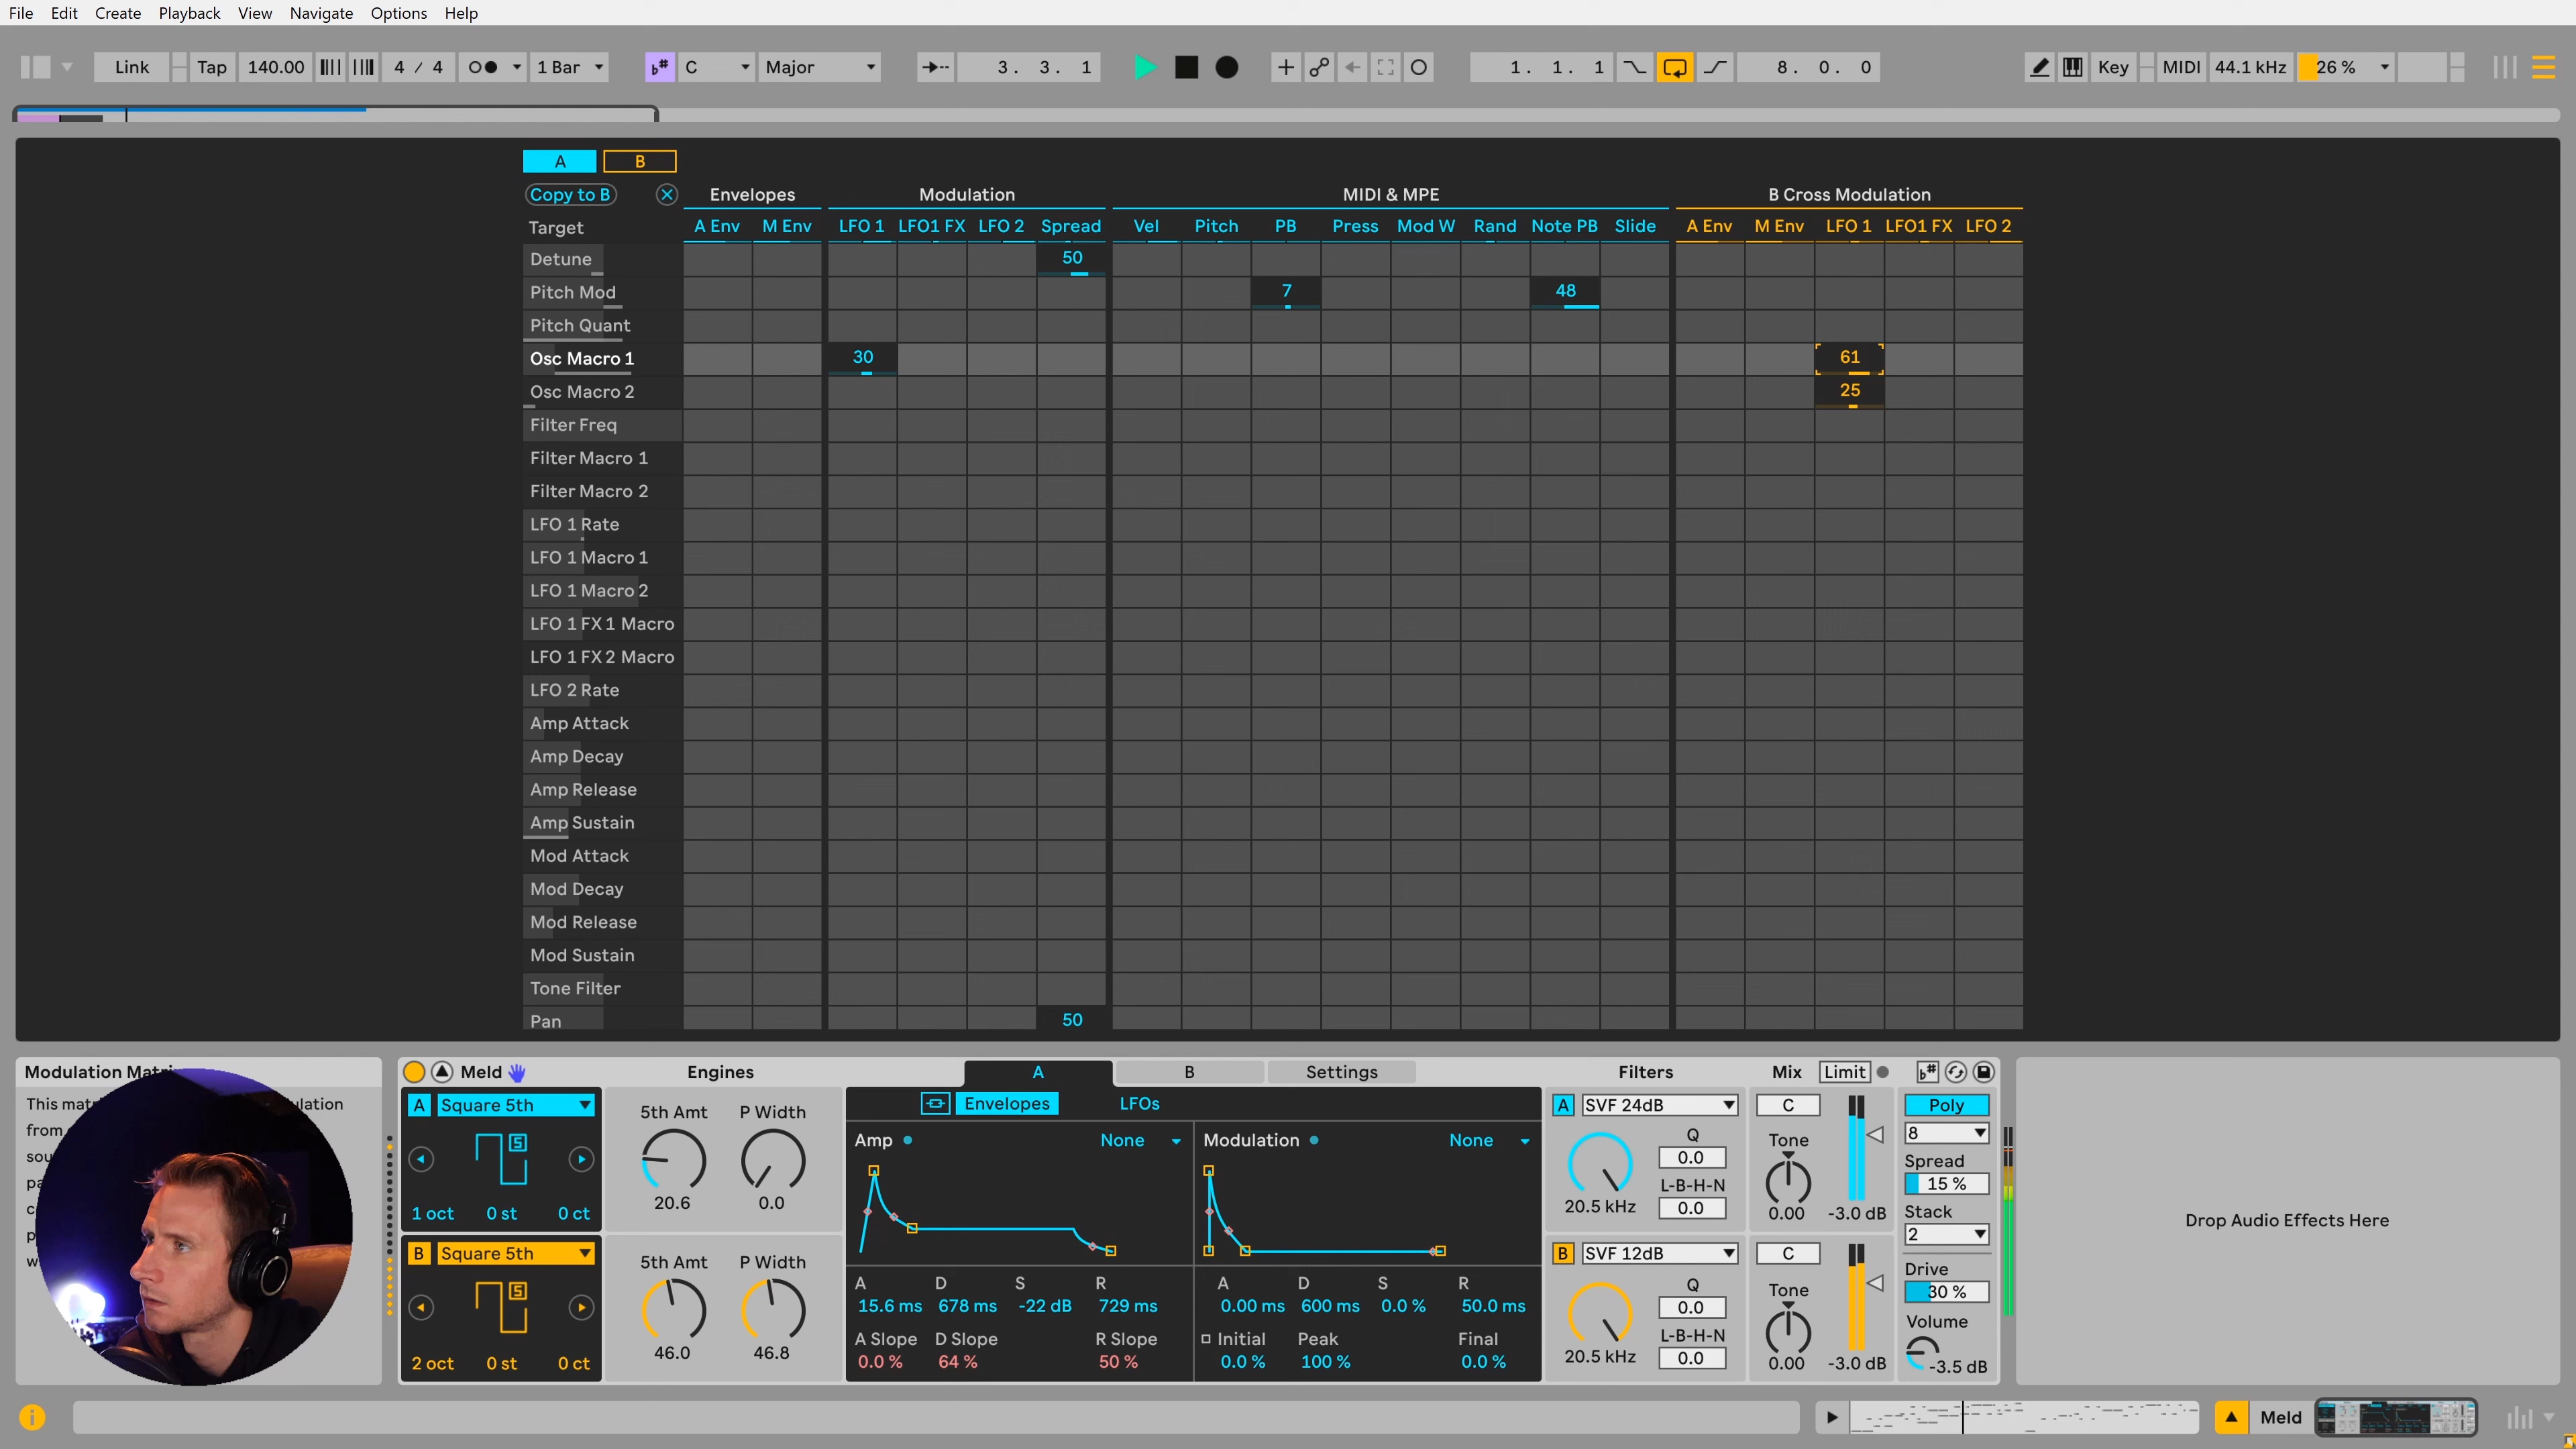 File Edit Create Playback View Navigate Options Help
Link Tap 140.00 4 / 4 1 Bar C Major 3. 3. 1 1. 1. 1 8. 0. 0 Key MIDI 44.1 kHz 26 %
A B
Copy to B Envelopes Modulation MIDI & MPE B Cross Modulation
Target A Env M Env LFO 1 LFO1 FX LFO 2 Spread Vel Pitch PB Press Mod W Rand Note PB Slide A Env M Env LFO 1 LFO1 FX LFO 2
Detune 50
Pitch Mod 7 48
Pitch Quant
Osc Macro 1 30 61
Osc Macro 2 25
Filter Freq
Filter Macro 1
Filter Macro 2
LFO 1 Rate
LFO 1 Macro 1
LFO 1 Macro 2
LFO 1 FX 1 Macro
LFO 1 FX 2 Macro
LFO 2 Rate
Amp Attack
Amp Decay
Amp Release
Amp Sustain
Mod Attack
Mod Decay
Mod Release
Mod Sustain
Tone Filter
Pan 50
Modulation
This
from
Meld Engines A B Settings Filters Mix Limit
A Square 5th 5th Amt P Width Envelopes LFOs A SVF 24dB C Poly
Amp None Modulation None Q Tone 8
0.0 Spread
L-B-H-N 15 %
20.6 0.0 20.5 kHz 0.0 0.00 -3.0 dB Stack
1 oct 0 st 0 ct 2
B Square 5th 5th Amt P Width B SVF 12dB C Drive
A D S R A D S R Q Tone 30 %
15.6 ms 678 ms -22 dB 729 ms 0.00 ms 600 ms 0.0 % 50.0 ms 0.0 Volume
A Slope D Slope R Slope Initial Peak Final L-B-H-N
2 oct 0 st 0 ct 46.0 46.8 0.0 % 64 % 50 % 0.0 % 100 % 0.0 % 20.5 kHz 0.0 0.00 -3.0 dB -3.5 dB
Drop Audio Effects Here
Meld